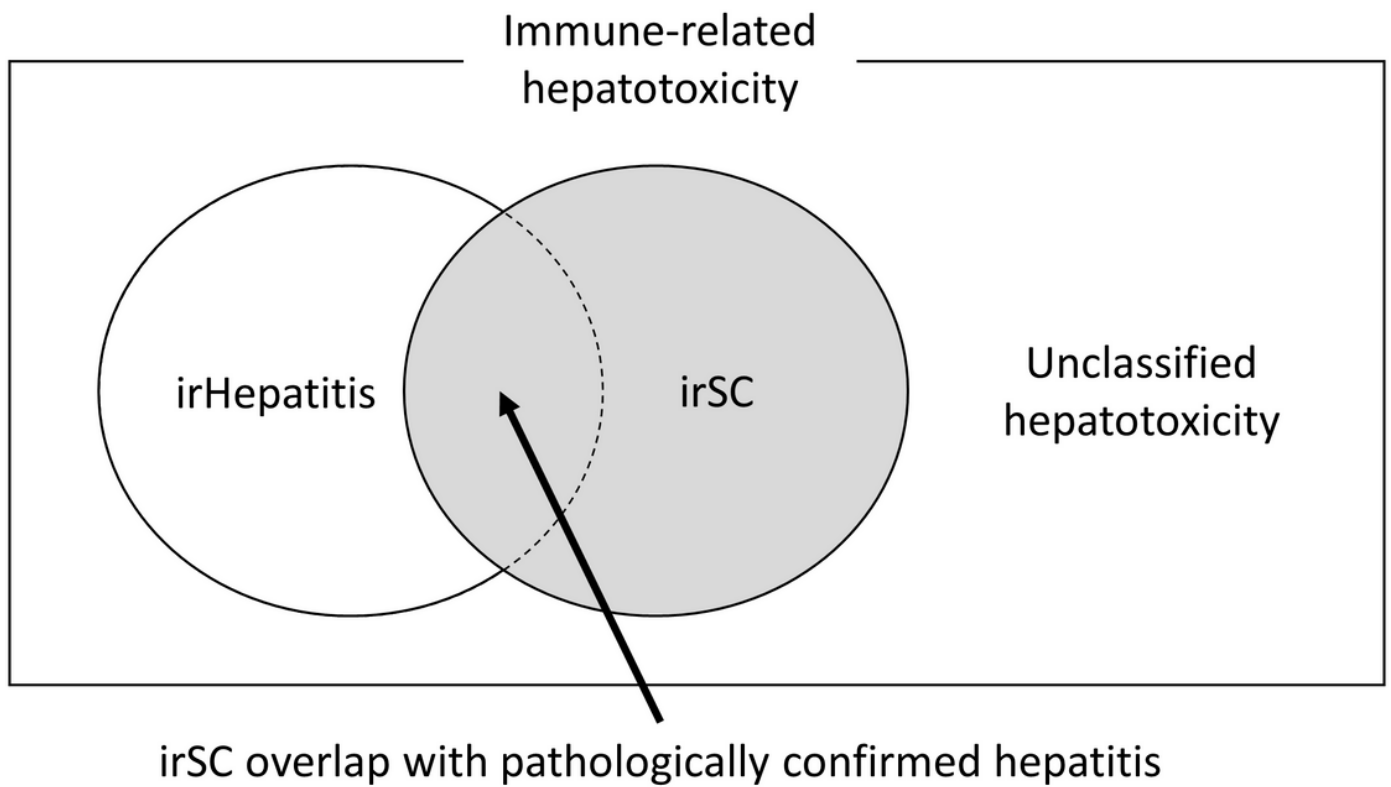 Immune-related
hepatotoxicity
irHepatitis
irSC
Unclassified
hepatotoxicity
irSC overlap with pathologically confirmed hepatitis